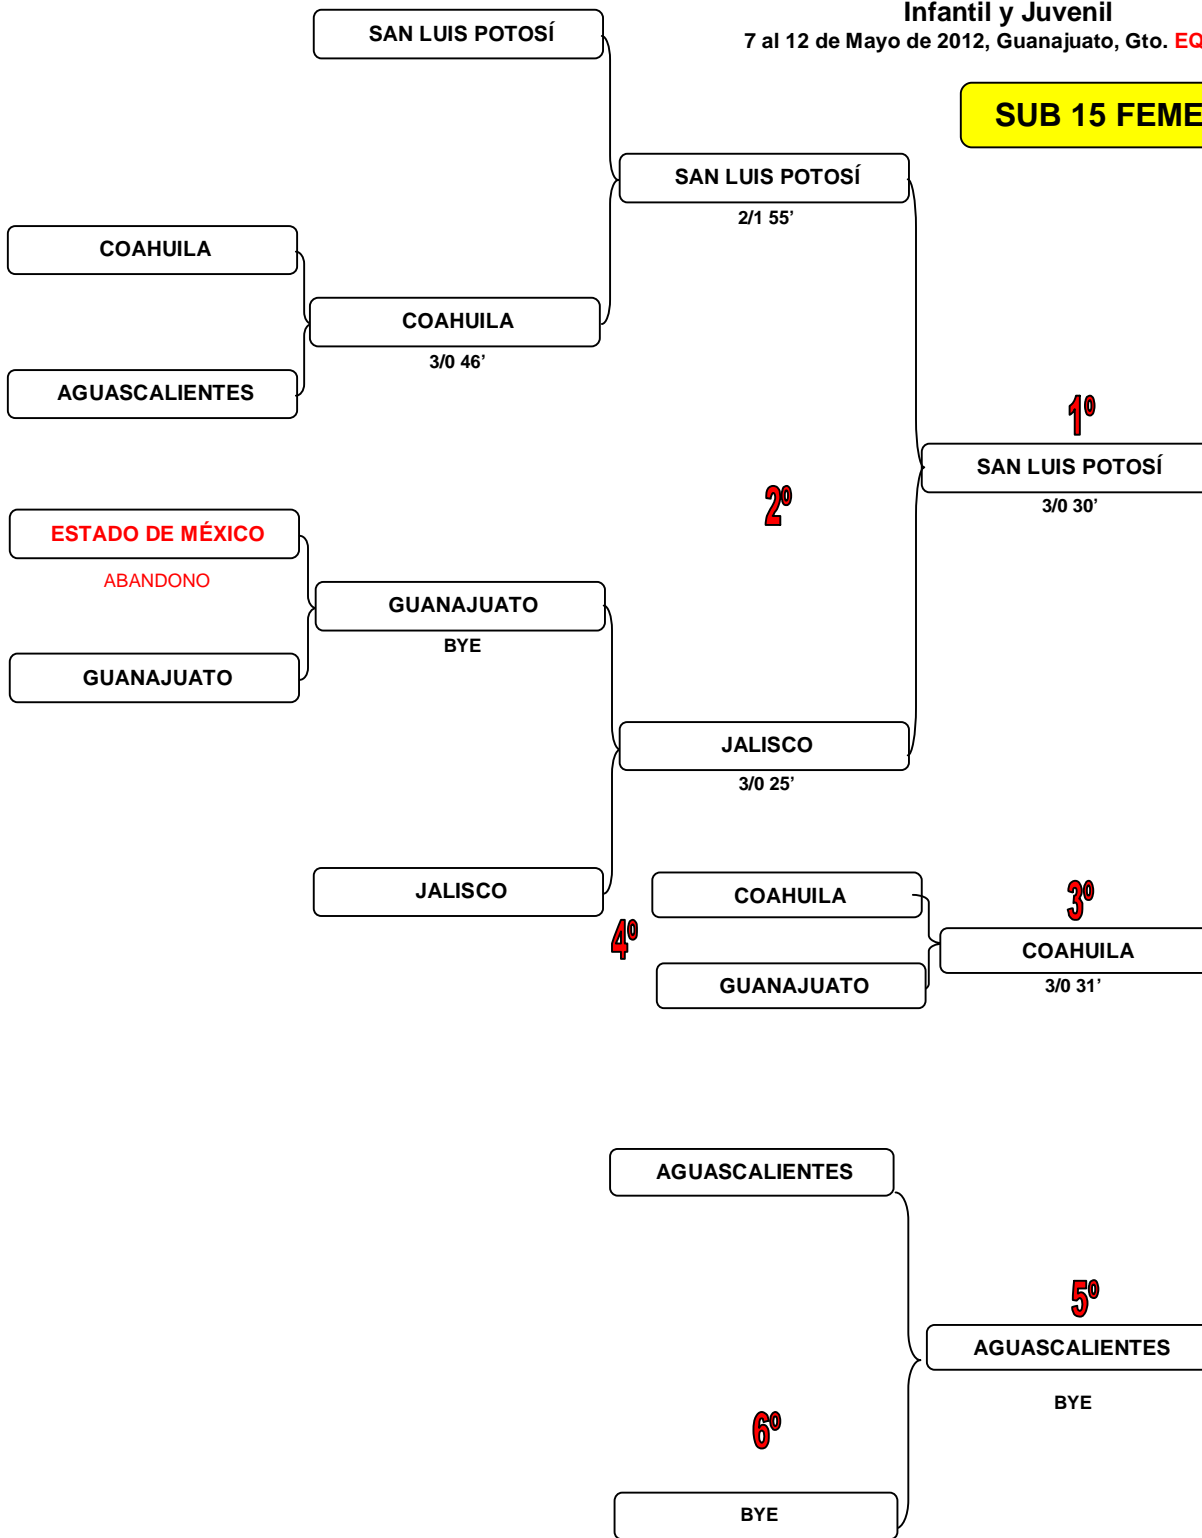 Infantil y Juvenil
7 al 12 de Mayo de 2012, Guanajuato, Gto. EQ
SUB 15 FEME
SAN LUIS POTOSÍ
SAN LUIS POTOSÍ
2/1 55’
COAHUILA
COAHUILA
3/0 46’
AGUASCALIENTES
1º
SAN LUIS POTOSÍ
3/0 30’
2º
ESTADO DE MÉXICO
ABANDONO
GUANAJUATO
BYE
GUANAJUATO
JALISCO
3/0 25’
JALISCO
COAHUILA
3º
4º
COAHUILA
3/0 31’
GUANAJUATO
AGUASCALIENTES
5º
AGUASCALIENTES
BYE
6º
BYE